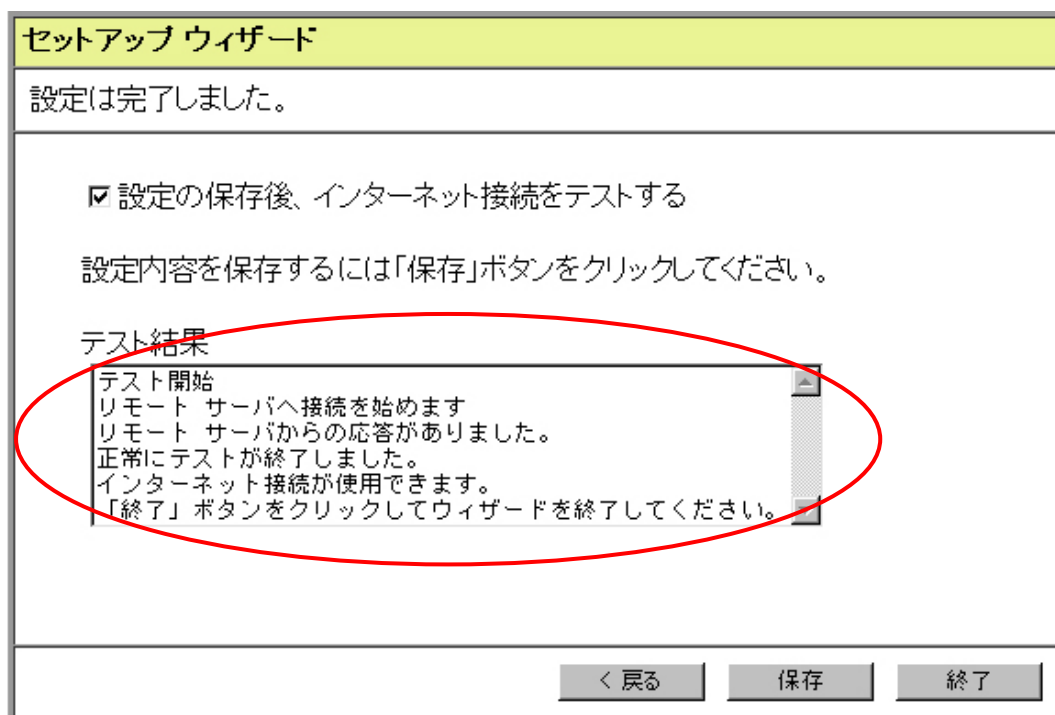 セットアップ ウィザード
設定は完了しました。
設定の保存後、インターネット接続をテストする
設定内容を保存するには「保存」ボタンをクリックしてください。
テスト結果
テスト開始
リモート サーバへ接続を始めます
リモート サーバからの応答がありました。
正常にテストが終了しました。
インターネット接続が使用できます。
「終了」ボタンをクリックしてウィザードを終了してください。
< 戻る 保存 終了